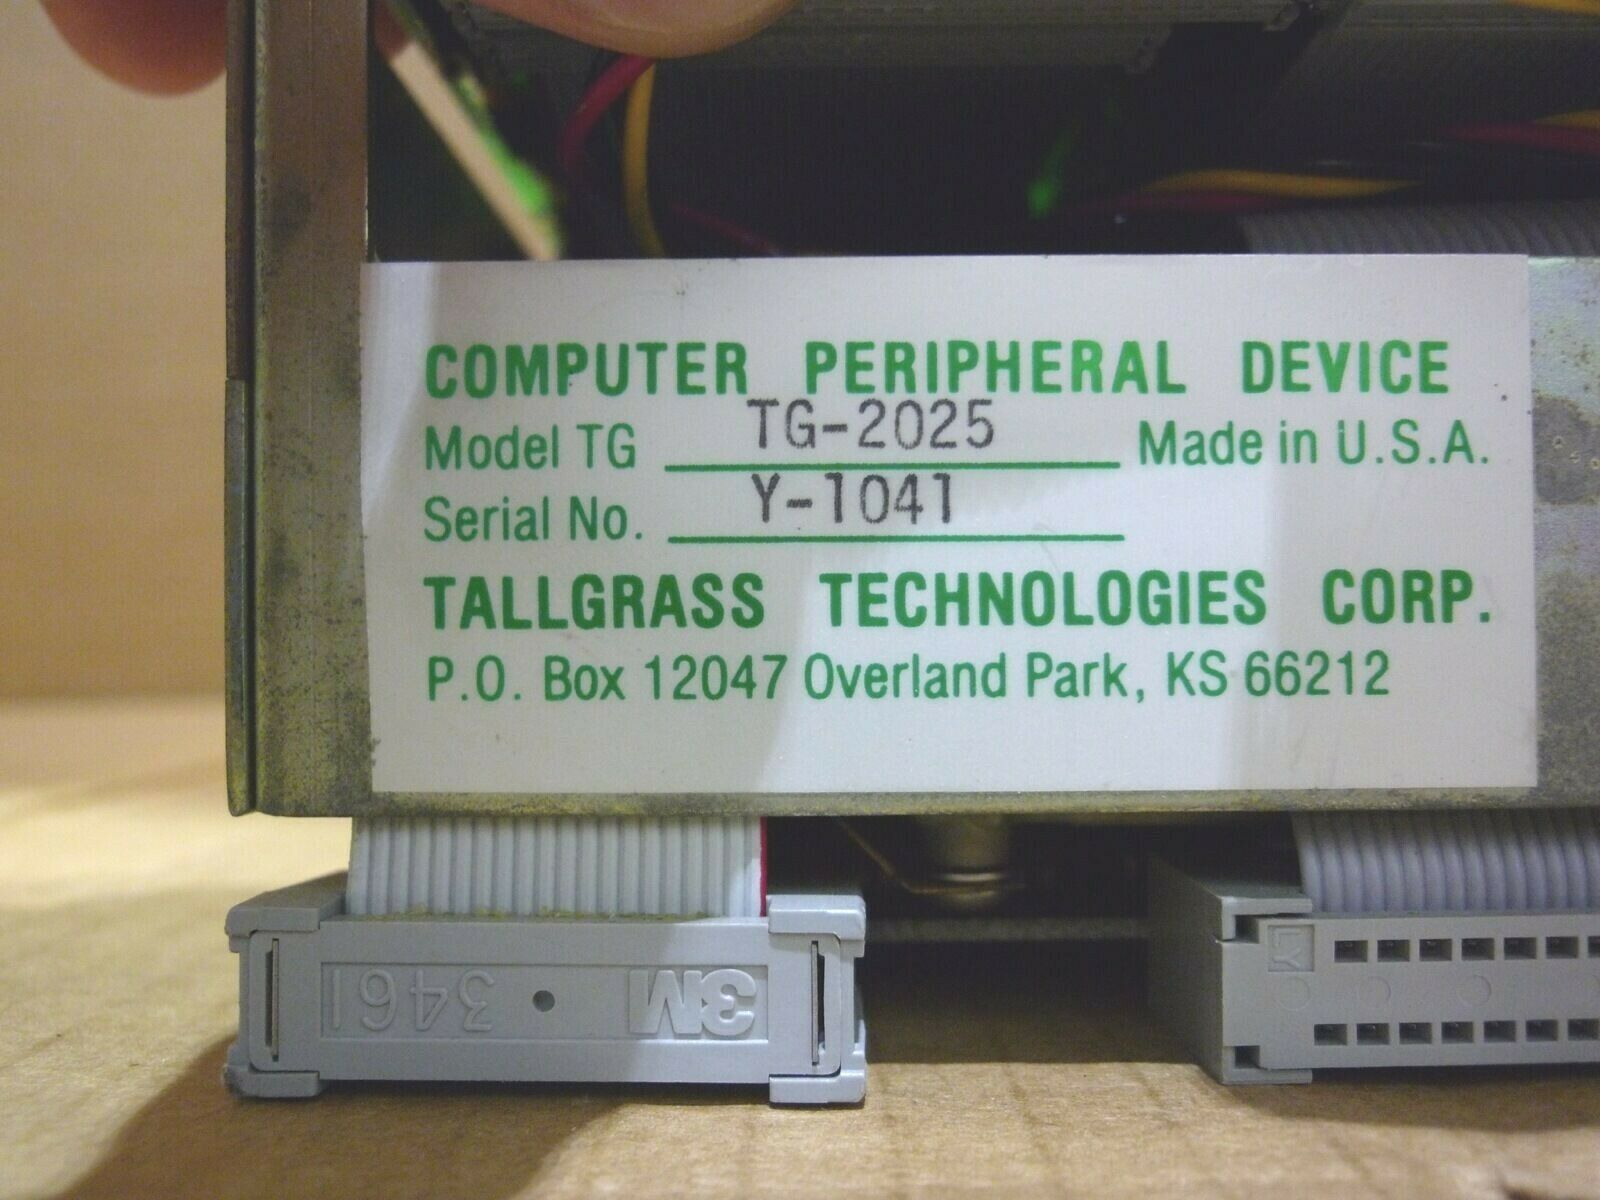 COMPUTER PERIPHERAL DEVICE
Model TG TG-2025 Made in U.S.A.
Serial No. Y-1041
TALLGRASS TECHNOLOGIES CORP.
P.O. Box 12047 Overland Park, KS 66212
3M • 3461
LY